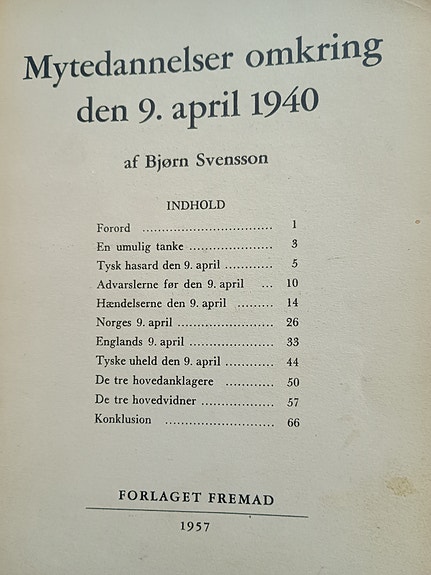 Mytedannelser omkring
den 9. april 1940
af Bjørn Svensson
INDHOLD
Forord ................................. 1
En umulig tanke ..................... 3
Tysk hasard den 9. april ............ 5
Advarslerne før den 9. april ... 10
Hændelserne den 9. april ......... 14
Norges 9. april ........................ 26
Englands 9. april ..................... 33
Tyske uheld den 9. april ............ 44
De tre hovedanklagere ............ 50
De tre hovedvidner .................. 57
Konklusion ........................... 66
FORLAGET FREMAD
1957